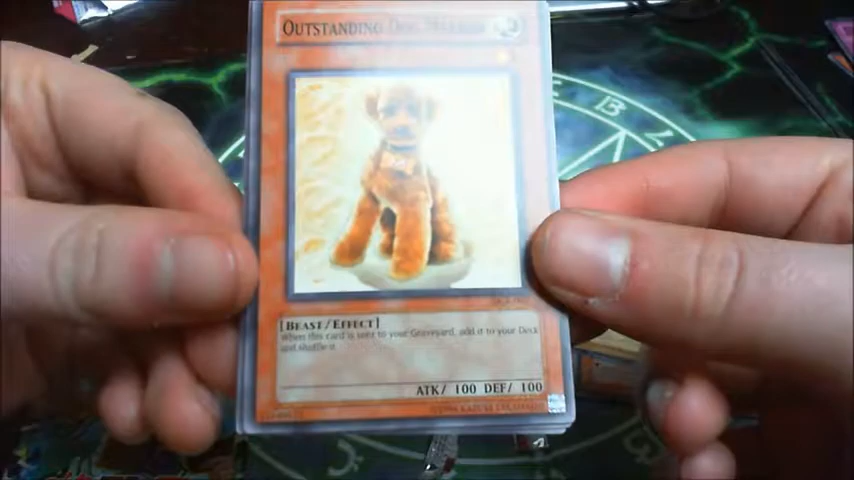 OUTSTANDING DOG
[BEAST/EFFECT]
When this card is sent to your Graveyard, add it to your Deck
and shuffle it.
ATK/ 100 DEF/ 100